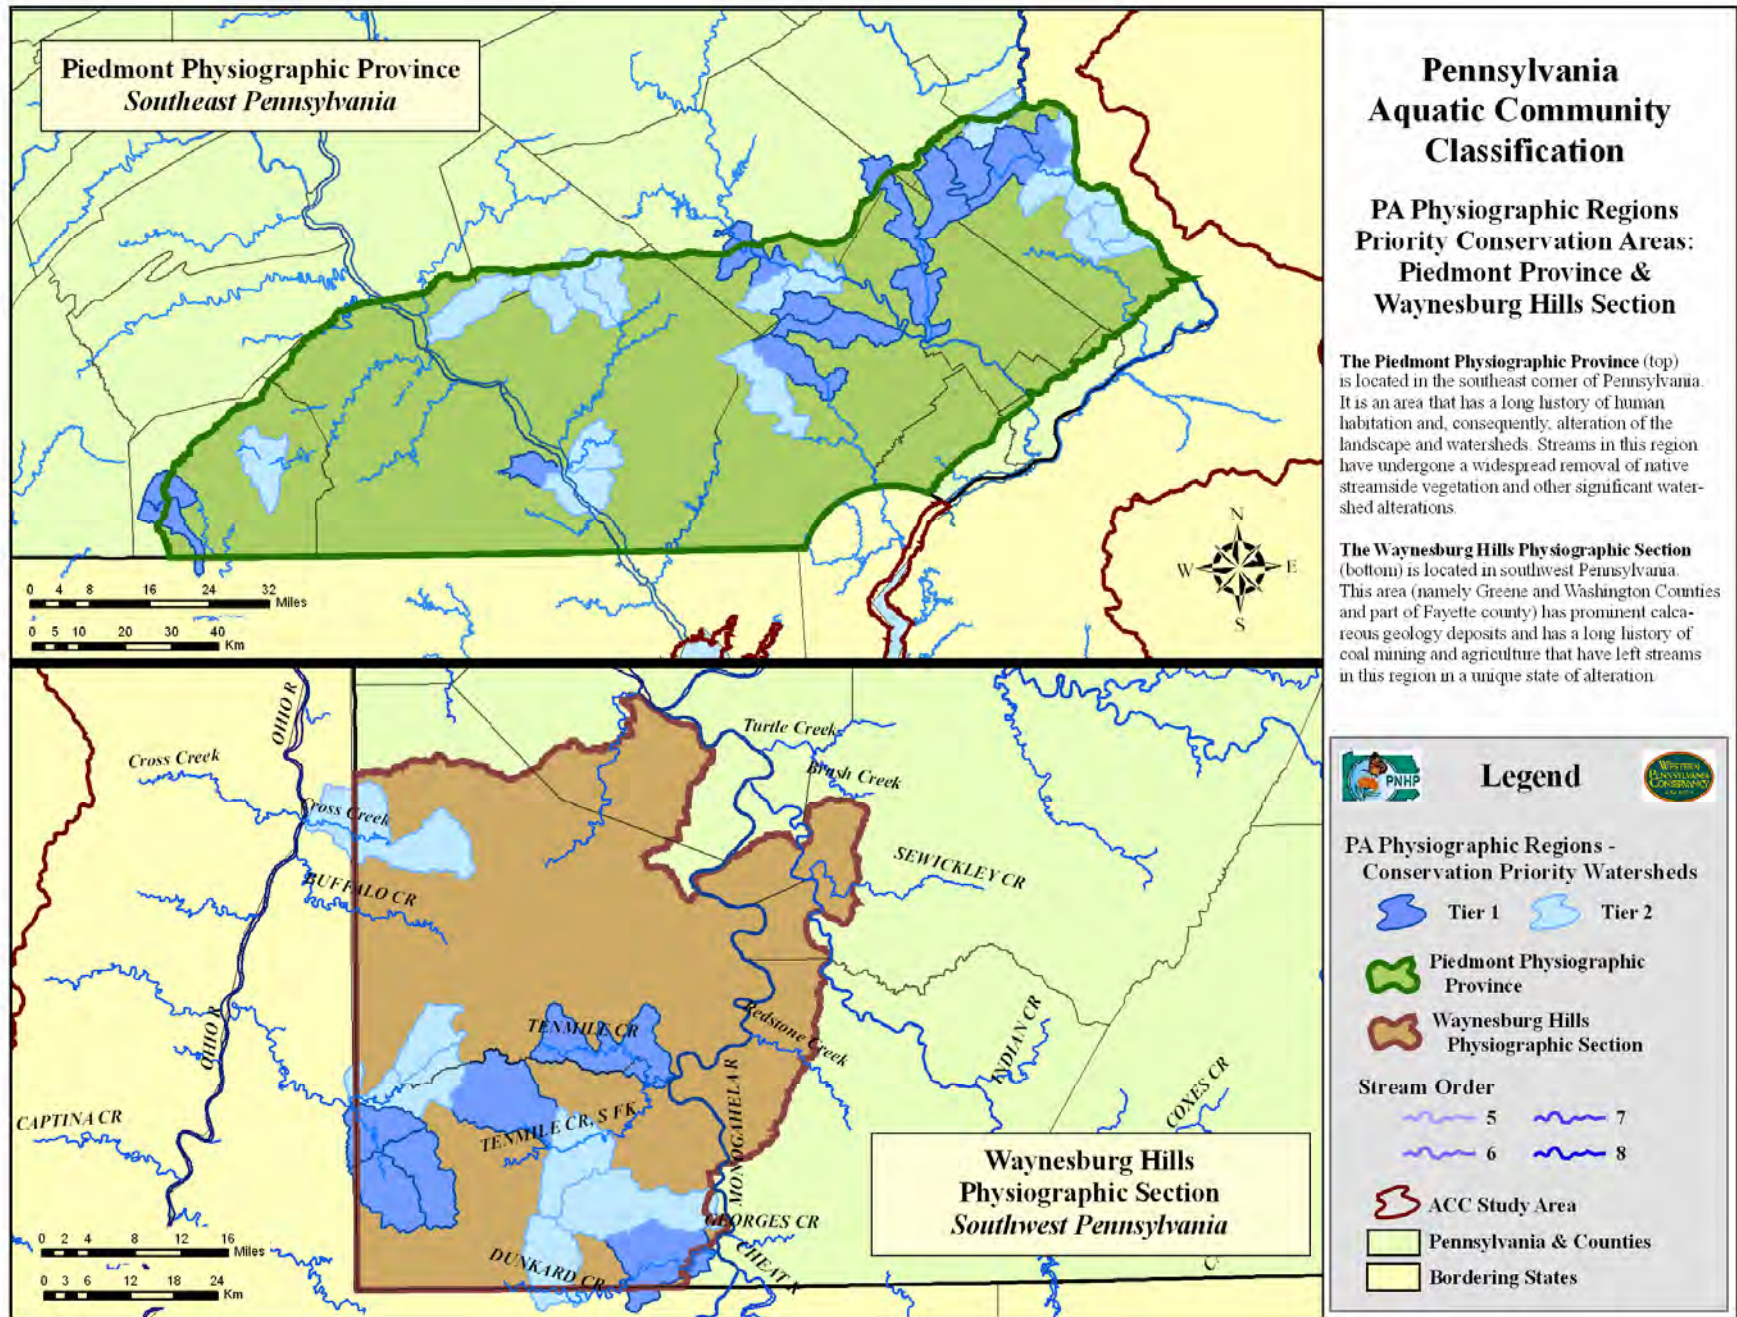 Piedmont Physiographic Province
Southeast Pennsylvania
0 4 8 16 24 32
Miles
0 5 10 20 30 40
Km
N
W E
S
Pennsylvania
Aquatic Community
Classification
PA Physiographic Regions
Priority Conservation Areas:
Piedmont Province &
Waynesburg Hills Section
The Piedmont Physiographic Province (top)
is located in the southeast corner of Pennsylvania.
It is an area that has a long history of human
habitation and, consequently, alteration of the
landscape and watersheds. Streams in this region
have undergone a widespread removal of native
streamside vegetation and other significant water-
shed alterations.
The Waynesburg Hills Physiographic Section
(bottom) is located in southwest Pennsylvania.
This area (namely Greene and Washington Counties
and part of Fayette county) has prominent calca-
reous geology deposits and has a long history of
coal mining and agriculture that have left streams
in this region in a unique state of alteration
OHIO R
Cross Creek
Cross Creek
BUFFALO CR
Turtle Creek
Brush Creek
SEWICKLEY CR
OHIO R
CAPTINA CR
TENMILE CR
Redstone Creek
TENMILE CR, S FK
MONOGAHELA R
INDIAN CR
COXES CR
GEORGES CR
DUNKARD CR
CHEAT R
C
Waynesburg Hills
Physiographic Section
Southwest Pennsylvania
0 2 4 8 12 16
Miles
0 3 6 12 18 24
Km
PNHP
Legend
WESTERN
PENNSYLVANIA
CONSERVANCY
PA Physiographic Regions -
Conservation Priority Watersheds
Tier 1 Tier 2
Piedmont Physiographic
Province
Waynesburg Hills
Physiographic Section
Stream Order
5 7
6 8
ACC Study Area
Pennsylvania & Counties
Bordering States